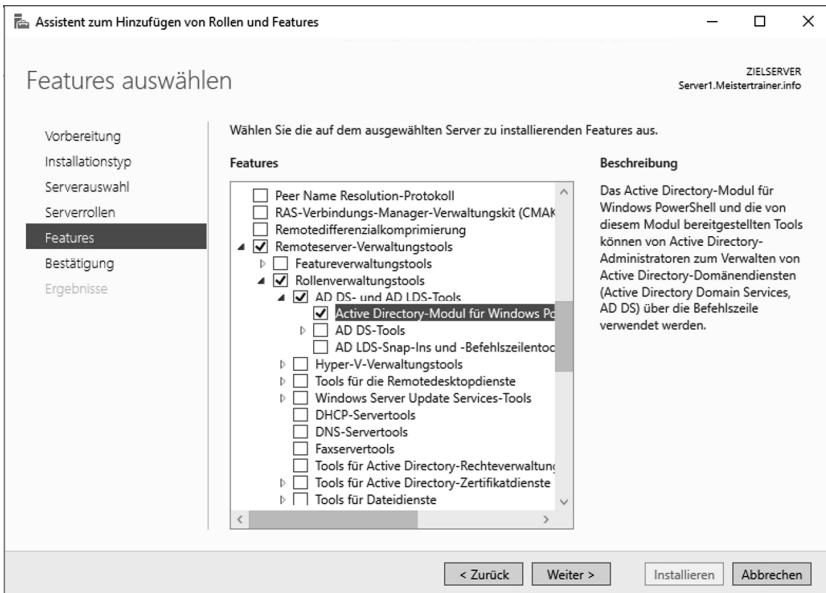 Assistent zum Hinzufügen von Rollen und Features
Features auswählen
ZIELSERVER
Server1.Meistertrainer.info
Vorbereitung
Installationstyp
Serverauswahl
Serverrollen
Features
Bestätigung
Ergebnisse
Wählen Sie die auf dem ausgewählten Server zu installierenden Features aus.
Features
Peer Name Resolution-Protokoll
RAS-Verbindungs-Manager-Verwaltungskit (CMAK
Remotedifferenzialkomprimierung
Remoteserver-Verwaltungstools
Featureverwaltungstools
Rollenverwaltungstools
AD DS- und AD LDS-Tools
Active Directory-Modul für Windows Po
AD DS-Tools
AD LDS-Snap-Ins und -Befehlszeilentoc
Hyper-V-Verwaltungstools
Tools für die Remotedesktopdienste
Windows Server Update Services-Tools
DHCP-Servertools
DNS-Servertools
Faxservertools
Tools für Active Directory-Rechteverwaltung
Tools für Active Directory-Zertifikatdienste
Tools für Dateidienste
Beschreibung
Das Active Directory-Modul für
Windows PowerShell und die von
diesem Modul bereitgestellten Tools
können von Active Directory-
Administratoren zum Verwalten von
Active Directory-Domänendiensten
(Active Directory Domain Services,
AD DS) über die Befehlszeile
verwendet werden.
< Zurück
Weiter >
Installieren
Abbrechen